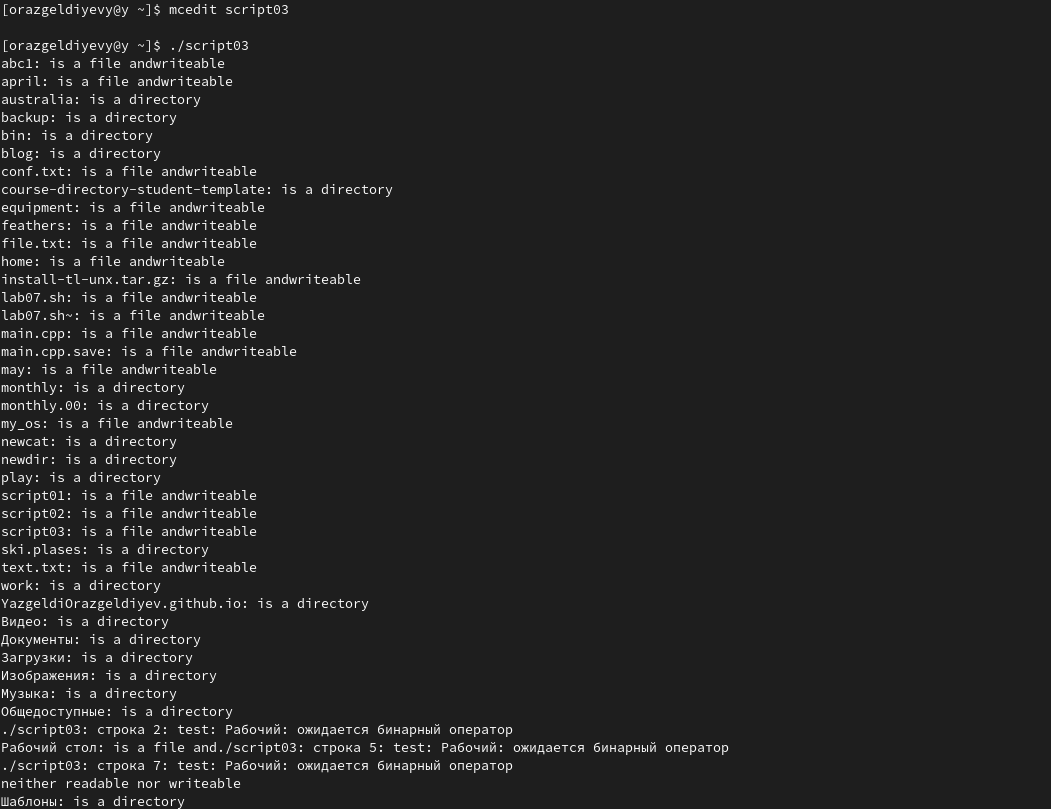 [orazgeldiyevy@y ~]$ mcedit script03
[orazgeldiyevy@y ~]$ ./script03
abc1: is a file andwriteable
april: is a file andwriteable
australia: is a directory
backup: is a directory
bin: is a directory
blog: is a directory
conf.txt: is a file andwriteable
course-directory-student-template: is a directory
equipment: is a file andwriteable
feathers: is a file andwriteable
file.txt: is a file andwriteable
home: is a file andwriteable
install-tl-unx.tar.gz: is a file andwriteable
lab07.sh: is a file andwriteable
lab07.sh~: is a file andwriteable
main.cpp: is a file andwriteable
main.cpp.save: is a file andwriteable
may: is a file andwriteable
monthly: is a directory
monthly.00: is a directory
my_os: is a file andwriteable
newcat: is a directory
newdir: is a directory
play: is a directory
script01: is a file andwriteable
script02: is a file andwriteable
script03: is a file andwriteable
ski.plases: is a directory
text.txt: is a file andwriteable
work: is a directory
YazgeldiOrazgeldiyev.github.io: is a directory
Видео: is a directory
Документы: is a directory
Загрузки: is a directory
Изображения: is a directory
Музыка: is a directory
Общедоступные: is a directory
./script03: строка 2: test: Рабочий: ожидается бинарный оператор
Рабочий стол: is a file and./script03: строка 5: test: Рабочий: ожидается бинарный оператор
./script03: строка 7: test: Рабочий: ожидается бинарный оператор
neither readable nor writeable
Шаблоны: is a directory